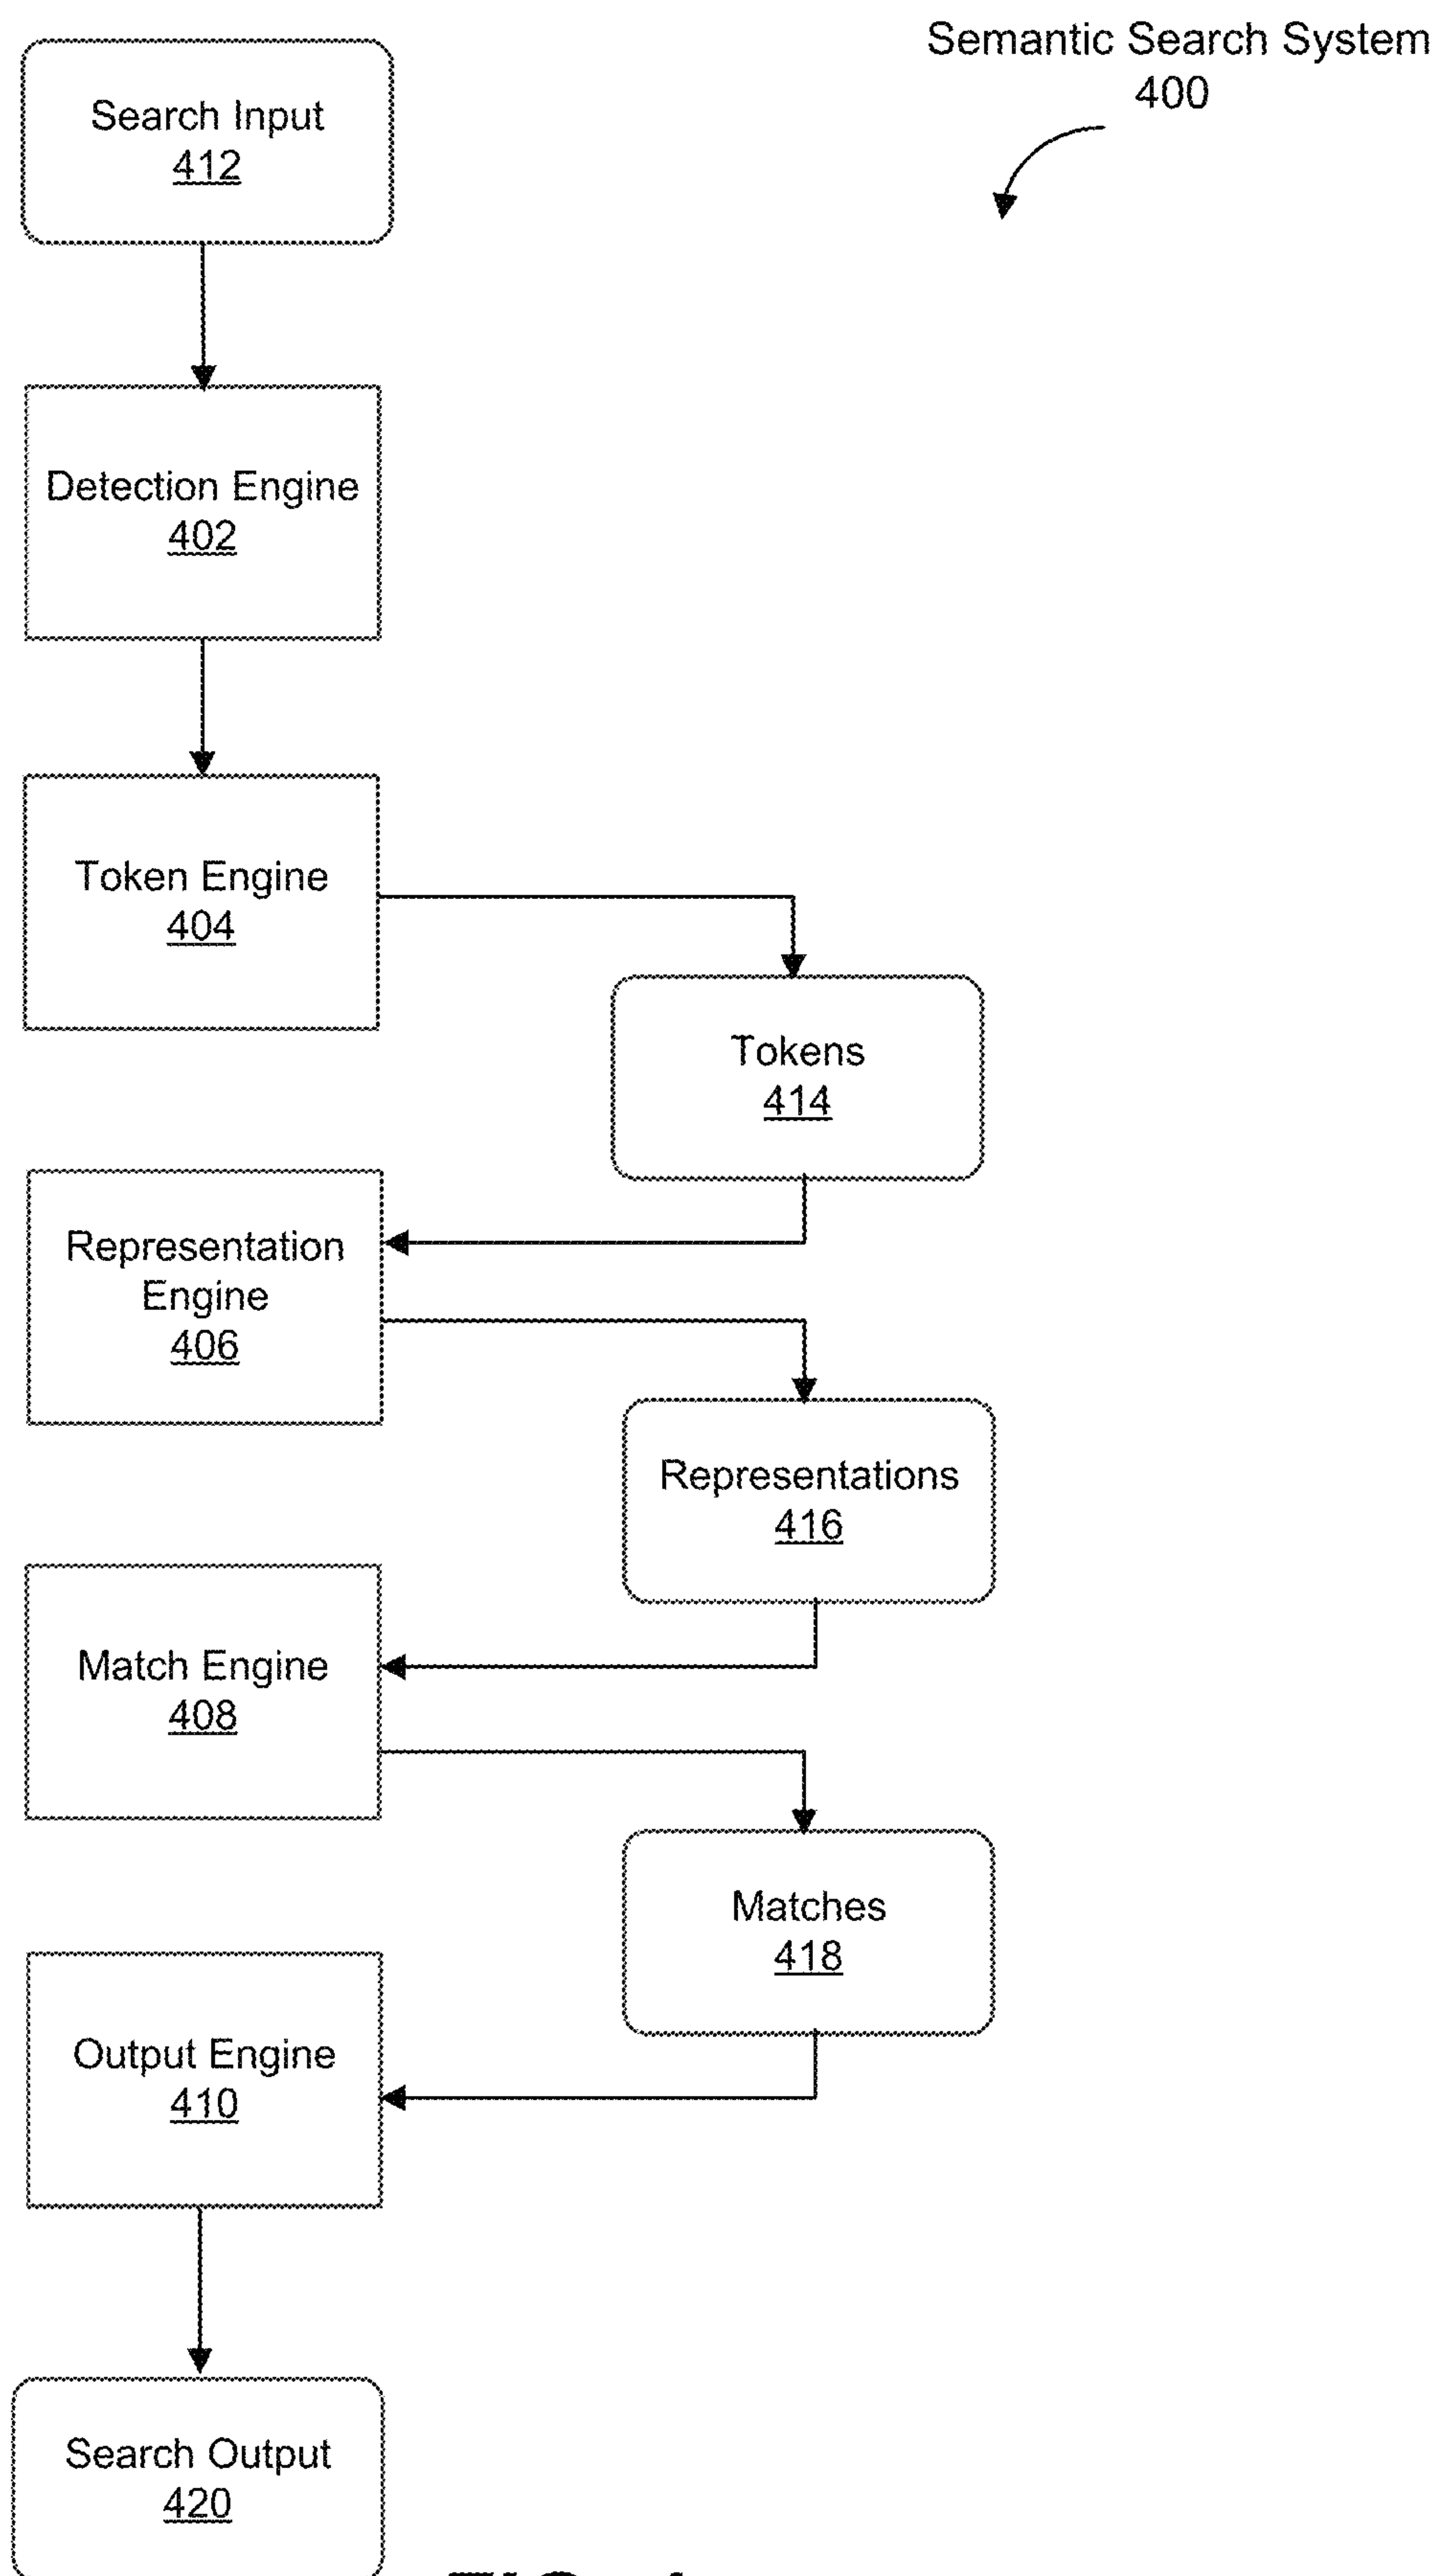 Semantic Search System
400
Search Input
412
Detection Engine
402
Token Engine
404
Tokens
414
Representation
Engine
406
Representations
416
Match Engine
408
Matches
418
Output Engine
410
Search Output
420